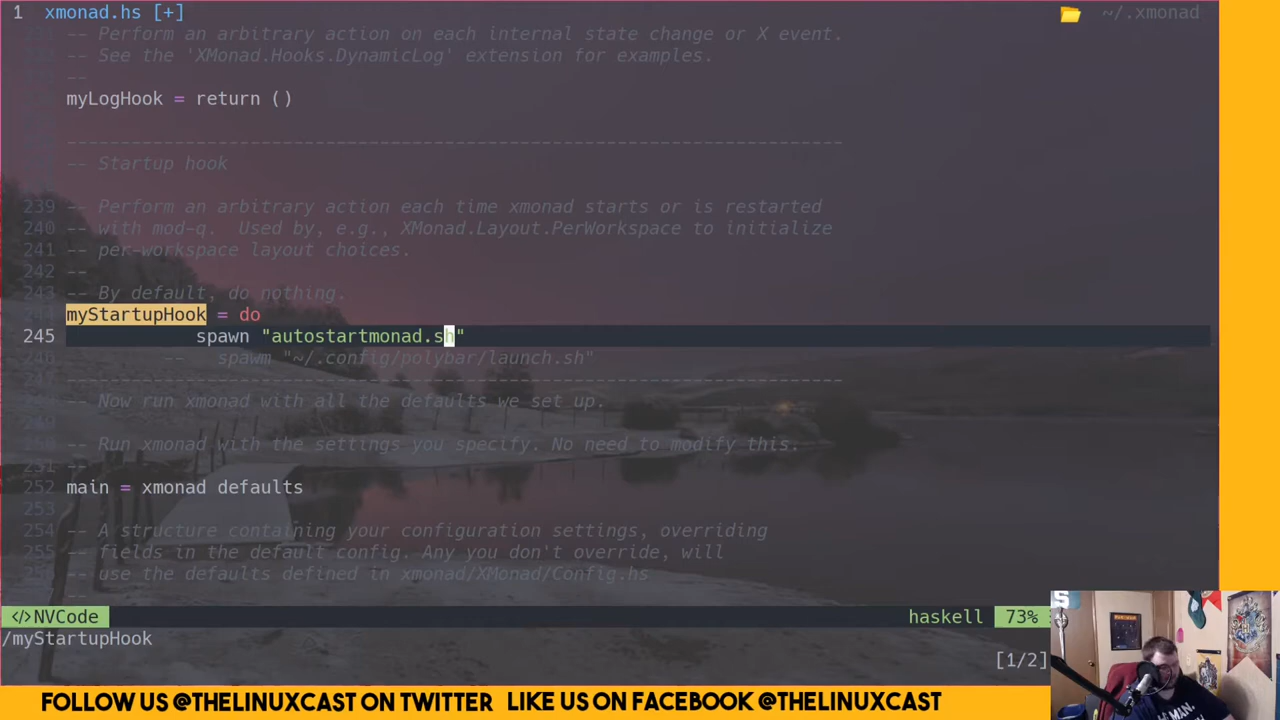 1 xmonad.hs [+] ~/.xmonad
-- Perform an arbitrary action on each internal state change or X event.
-- See the 'XMonad.Hooks.DynamicLog' extension for examples.
--
myLogHook = return ()
------------------------------------------------------------------------
-- Startup hook
239 -- Perform an arbitrary action each time xmonad starts or is restarted
240 -- with mod-q.  Used by, e.g., XMonad.Layout.PerWorkspace to initialize
241 -- per-workspace layout choices.
242 --
243 -- By default, do nothing.
myStartupHook = do
245 spawn "autostartmonad.sh"
-- spawm "~/.config/polybar/launch.sh"
------------------------------------------------------------------------
-- Now run xmonad with all the defaults we set up.
-- Run xmonad with the settings you specify. No need to modify this.
251 --
252 main = xmonad defaults
253
254 -- A structure containing your configuration settings, overriding
255 -- fields in the default config. Any you don't override, will
-- use the defaults defined in xmonad/XMonad/Config.hs
--
</>NVCode haskell 73%
/myStartupHook
[1/2]
FOLLOW US @THELINUXCAST ON TWITTER LIKE US ON FACEBOOK @THELINUXCAST